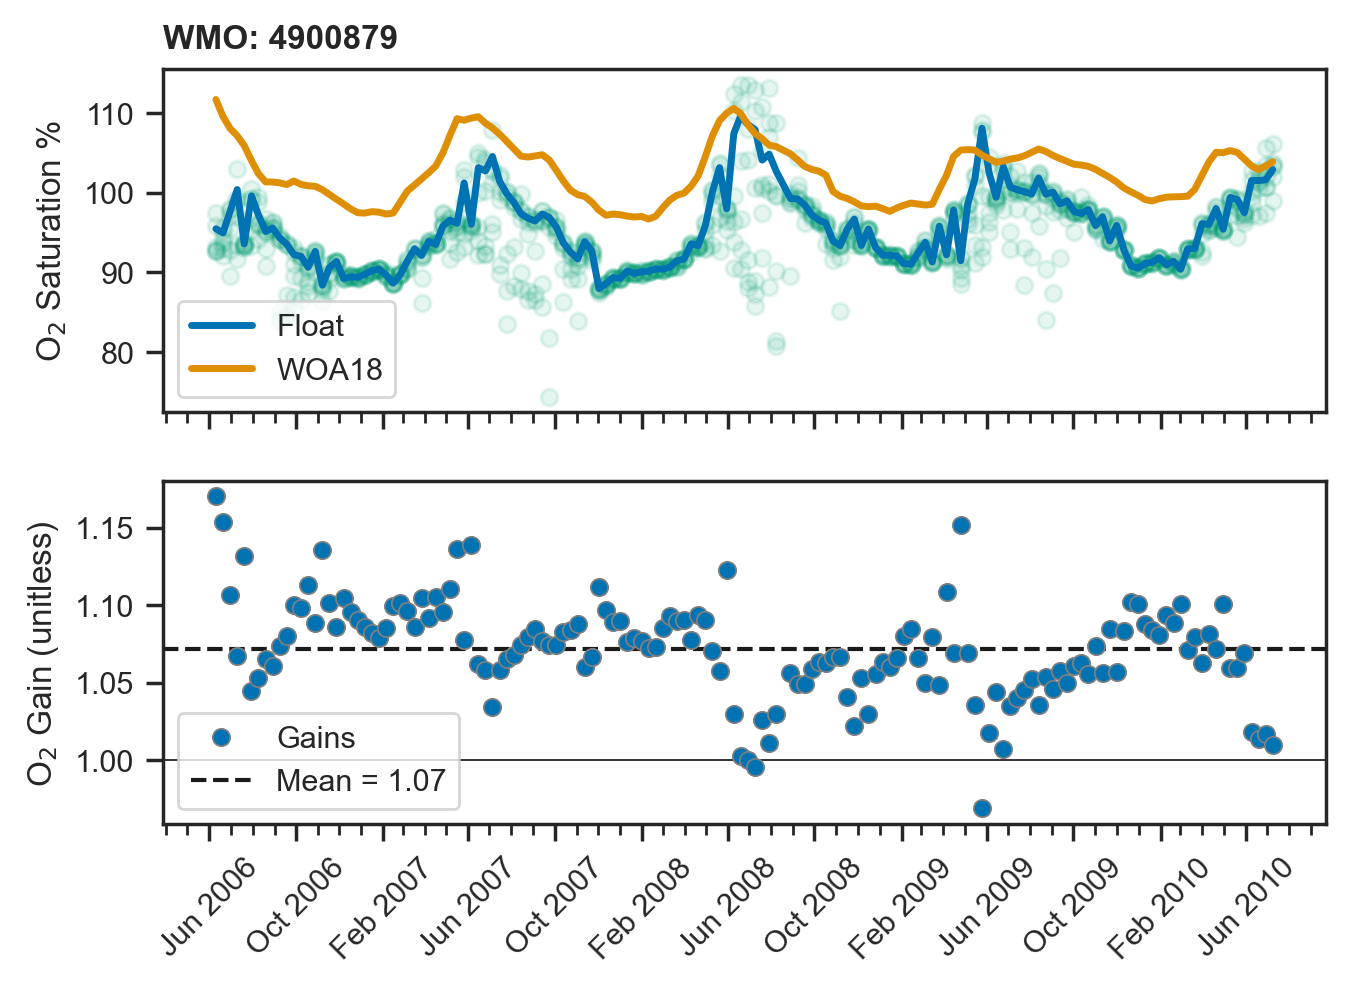 WMO: 4900879
O2 Saturation %
110
100
90
80
Float
WOA18
O2 Gain (unitless)
1.15
1.10
1.05
1.00
Gains
Mean = 1.07
Jun 2006
Oct 2006
Feb 2007
Jun 2007
Oct 2007
Feb 2008
Jun 2008
Oct 2008
Feb 2009
Jun 2009
Oct 2009
Feb 2010
Jun 2010